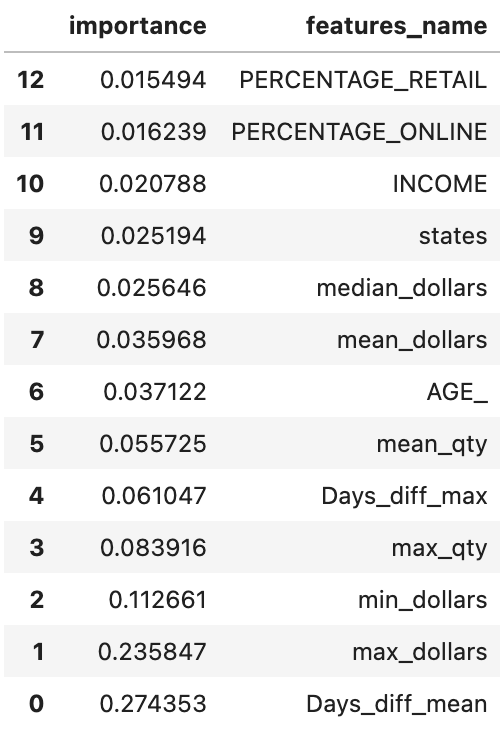 importance features_name
12 0.015494 PERCENTAGE_RETAIL
11 0.016239 PERCENTAGE_ONLINE
10 0.020788 INCOME
9 0.025194 states
8 0.025646 median_dollars
7 0.035968 mean_dollars
6 0.037122 AGE_
5 0.055725 mean_qty
4 0.061047 Days_diff_max
3 0.083916 max_qty
2 0.112661 min_dollars
1 0.235847 max_dollars
0 0.274353 Days_diff_mean